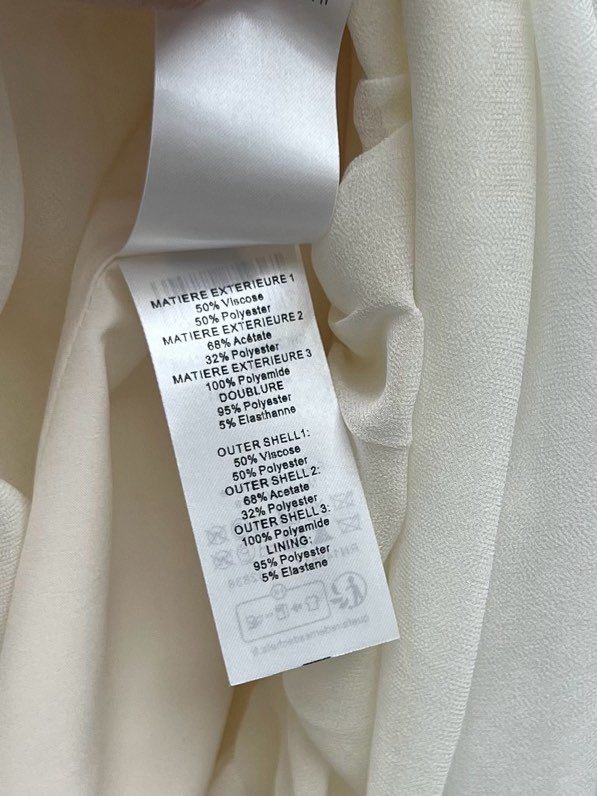 MATIERE EXTERIEURE 1
50% Viscose
50% Polyester
MATIERE EXTERIEURE 2
68% Acétate
32% Polyester
MATIERE EXTERIEURE 3
100% Polyamide
DOUBLURE
95% Polyester
5% Elasthanne
OUTER SHELL1:
50% Viscose
50% Polyester
OUTER SHELL 2:
68% Acetate
32% Polyester
OUTER SHELL 3:
100% Polyamide
LINING:
95% Polyester
5% Elastane